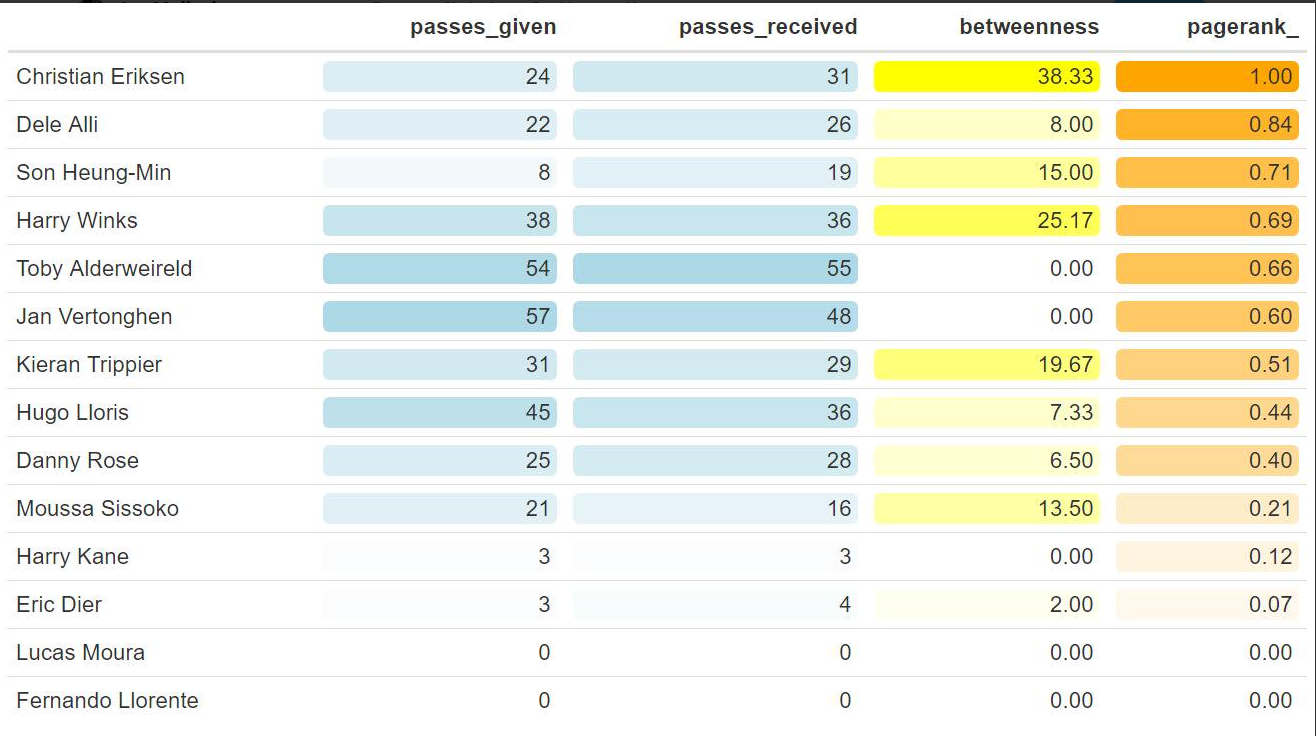 passes_given passes_received betweenness pagerank_
Christian Eriksen 24 31 38.33 1.00
Dele Alli 22 26 8.00 0.84
Son Heung-Min 8 19 15.00 0.71
Harry Winks 38 36 25.17 0.69
Toby Alderweireld 54 55 0.00 0.66
Jan Vertonghen 57 48 0.00 0.60
Kieran Trippier 31 29 19.67 0.51
Hugo Lloris 45 36 7.33 0.44
Danny Rose 25 28 6.50 0.40
Moussa Sissoko 21 16 13.50 0.21
Harry Kane 3 3 0.00 0.12
Eric Dier 3 4 2.00 0.07
Lucas Moura 0 0 0.00 0.00
Fernando Llorente 0 0 0.00 0.00